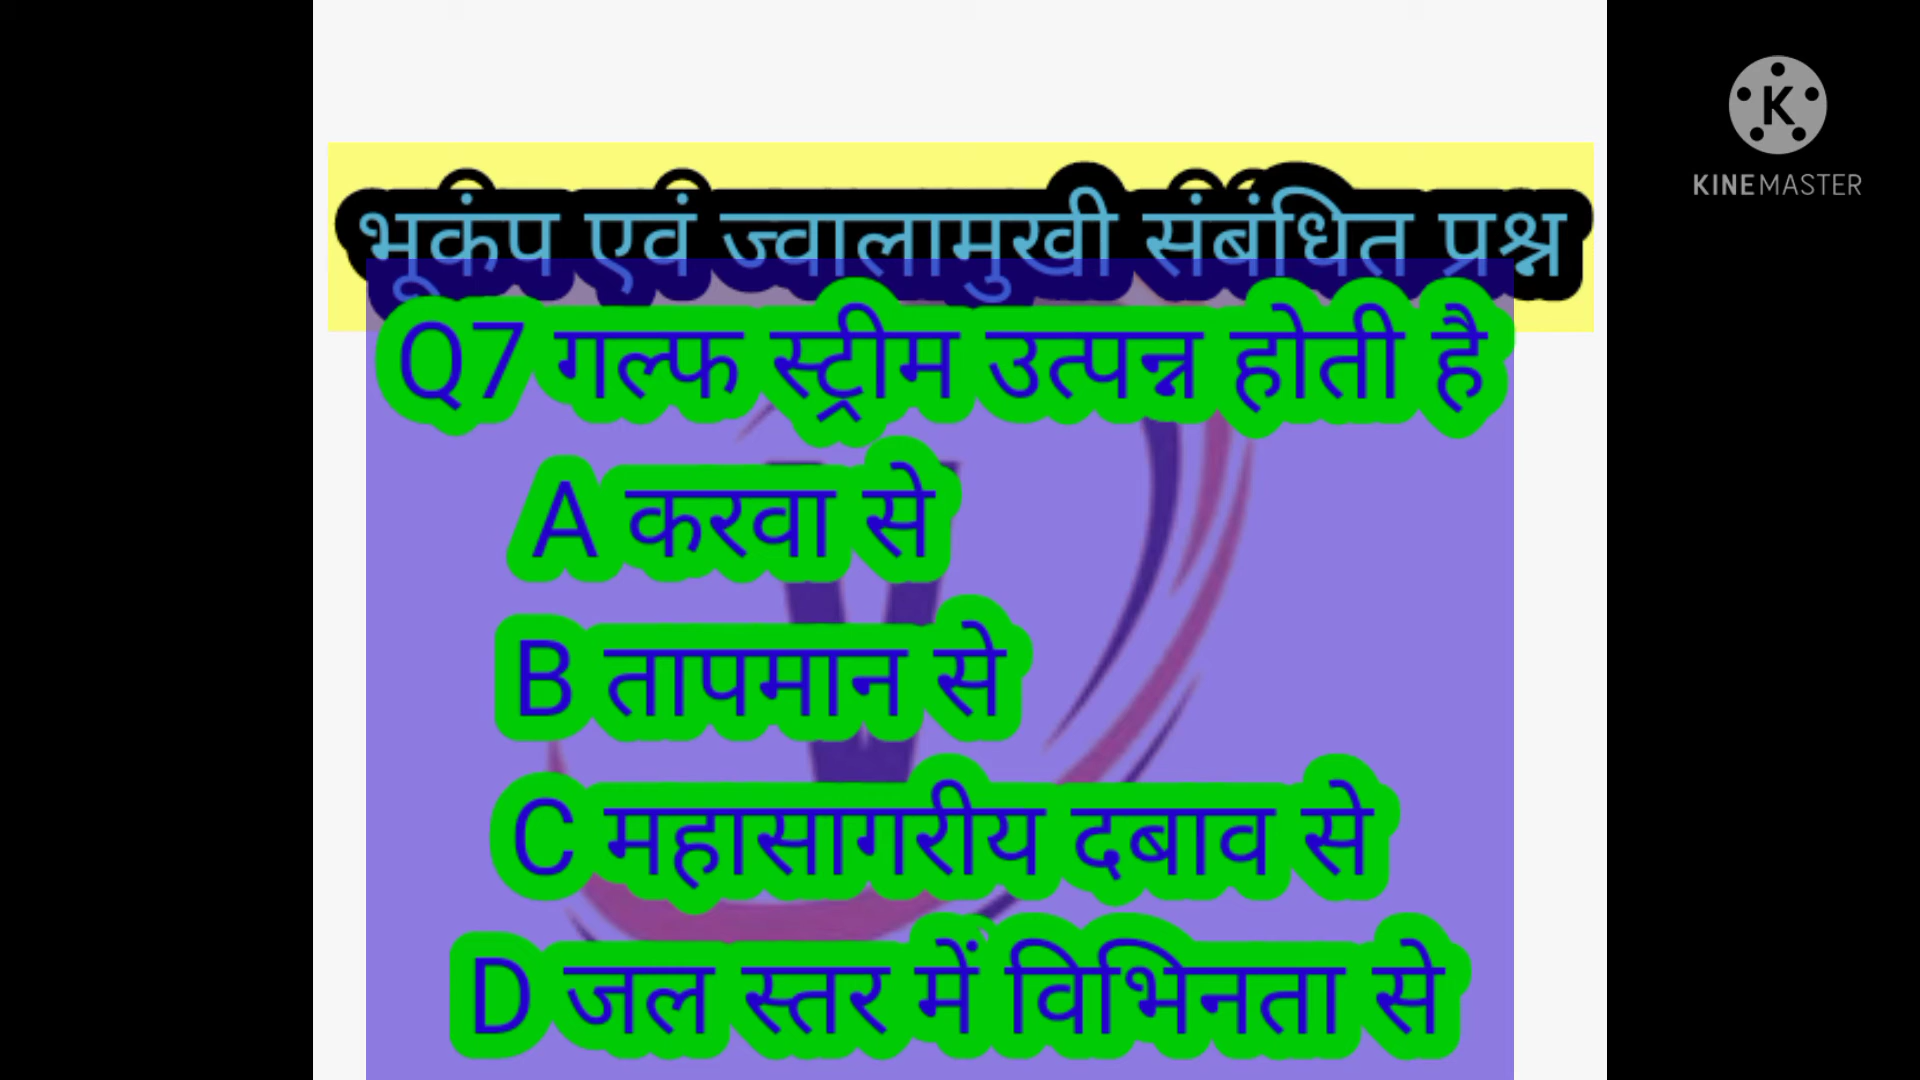 K
KINEMASTER
भूकंप एवं ज्वालामुखी संबंधित प्रश्न
Q7 गल्फ स्ट्रीम उत्पन्न होती है
A करवा से
B तापमान से
C महासागरीय दबाव से
D जल स्तर में विभिनता से